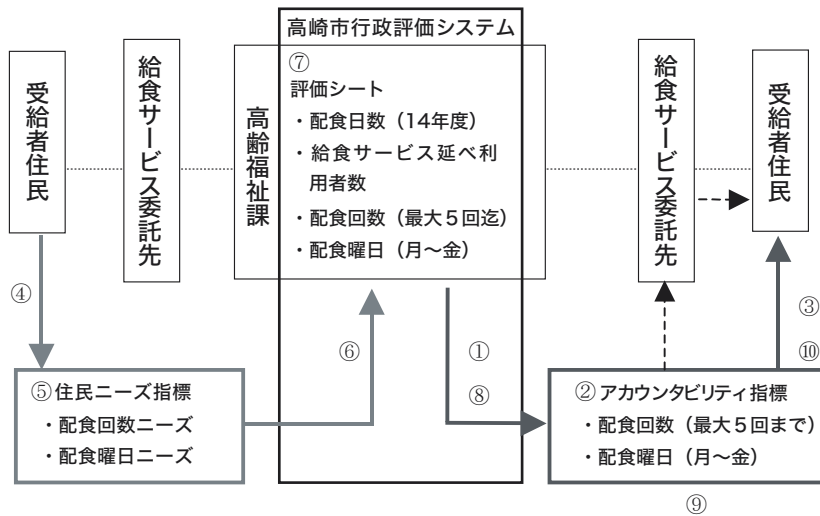 高崎市行政評価システム
受給者住民
給食サービス委託先
高齢福祉課
⑦
評価シート
・配食日数（14年度）
・給食サービス延べ利
用者数
・配食回数（最大５回迄）
・配食曜日（月～金）
給食サービス委託先
受給者住民
④
⑥
①
⑧
③
⑩
⑤住民ニーズ指標
・配食回数ニーズ
・配食曜日ニーズ
②アカウンタビリティ指標
・配食回数（最大５回まで）
・配食曜日（月～金）
⑨